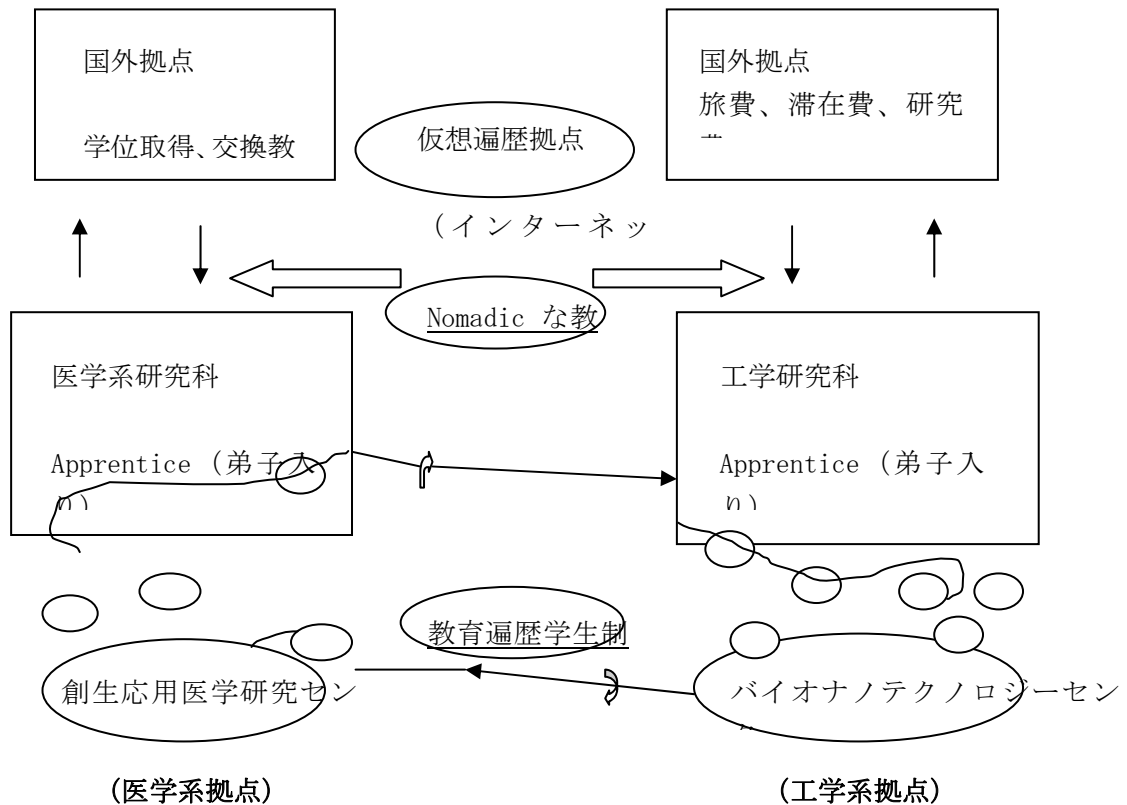 国外拠点
学位取得、交換教
仮想遍歴拠点
(インターネッ
国外拠点
旅費、滞在費、研究
Nomadic な教
医学系研究科
Apprentice (弟子入
り)
工学研究科
Apprentice (弟子入
り)
教育遍歴学生制
創生応用医学研究セン
バイオナノテクノロジーセン
(医学系拠点)
(工学系拠点)